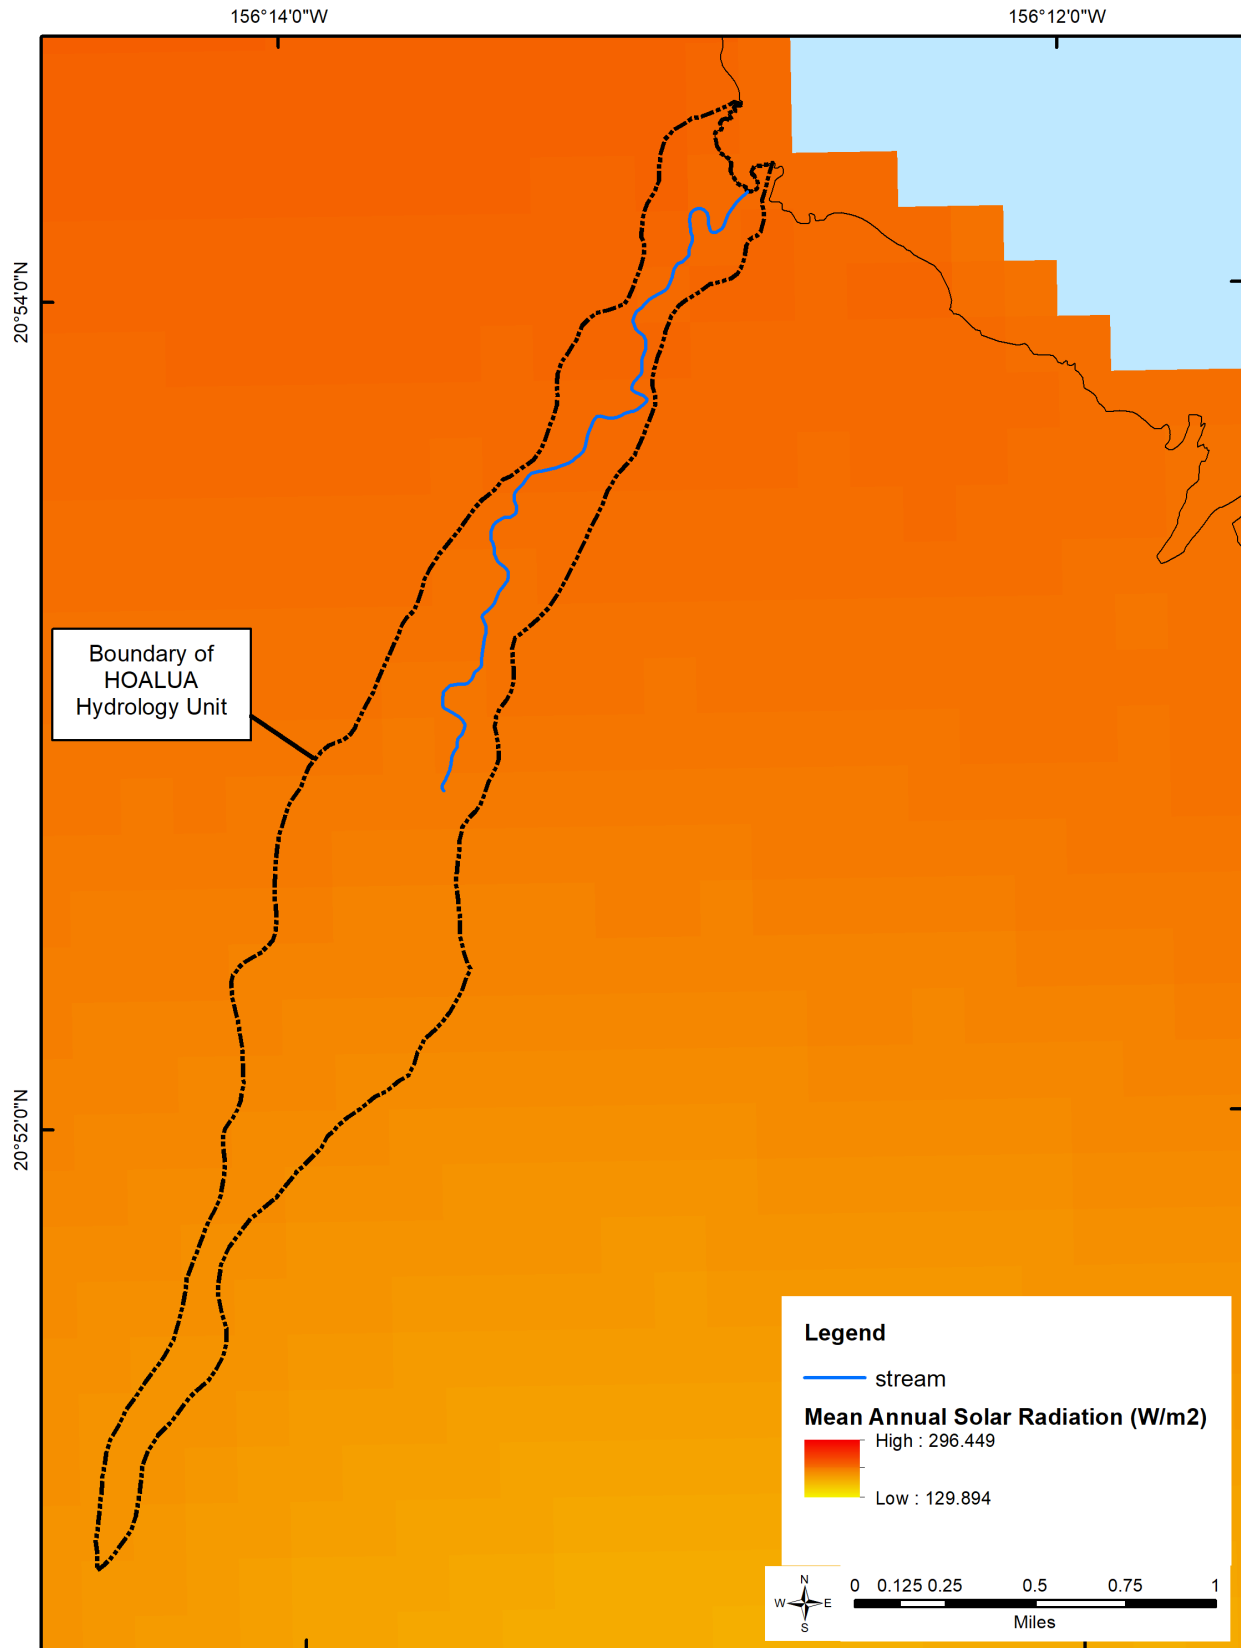 156°14'0"W
156°12'0"W
20°54'0"N
Boundary of
HOALUA
Hydrology Unit
20°52'0"N
Legend
stream
Mean Annual Solar Radiation (W/m2)
High : 296.449
Low : 129.894
N
W E
S
0 0.125 0.25 0.5 0.75 1
Miles